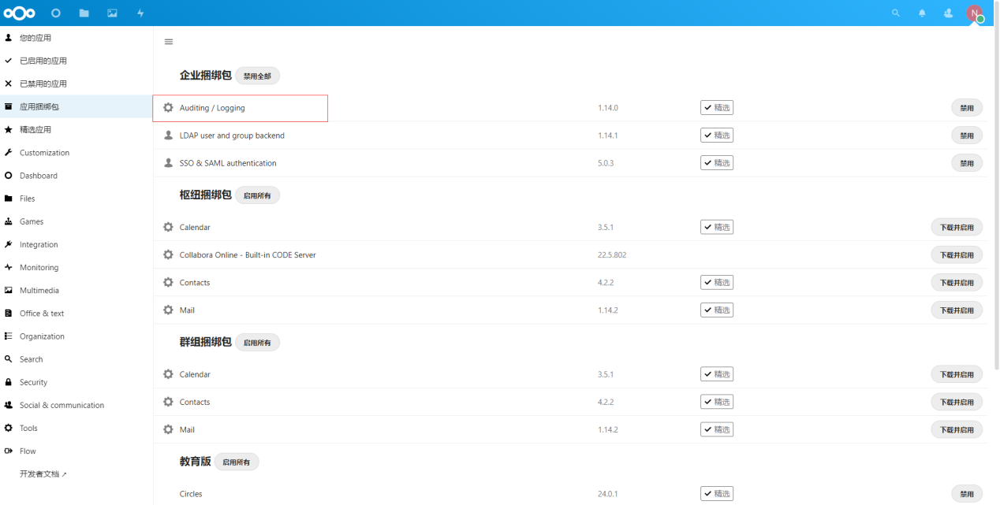 N
您的应用
已启用的应用
已禁用的应用
应用捆绑包
精选应用
Customization
Dashboard
Files
Games
Integration
Monitoring
Multimedia
Office & text
Organization
Search
Security
Social & communication
Tools
Flow
开发者文档 ↗
企业捆绑包 禁用全部
Auditing / Logging 1.14.0 ✔精选 禁用
LDAP user and group backend 1.14.1 ✔精选 禁用
SSO & SAML authentication 5.0.3 ✔精选 禁用
枢纽捆绑包 启用所有
Calendar 3.5.1 ✔精选 下载并启用
Collabora Online - Built-in CODE Server 22.5.802 下载并启用
Contacts 4.2.2 ✔精选 下载并启用
Mail 1.14.2 ✔精选 下载并启用
群组捆绑包 启用所有
Calendar 3.5.1 ✔精选 下载并启用
Contacts 4.2.2 ✔精选 下载并启用
Mail 1.14.2 ✔精选 下载并启用
教育版 启用所有
Circles 24.0.1 ✔精选 禁用